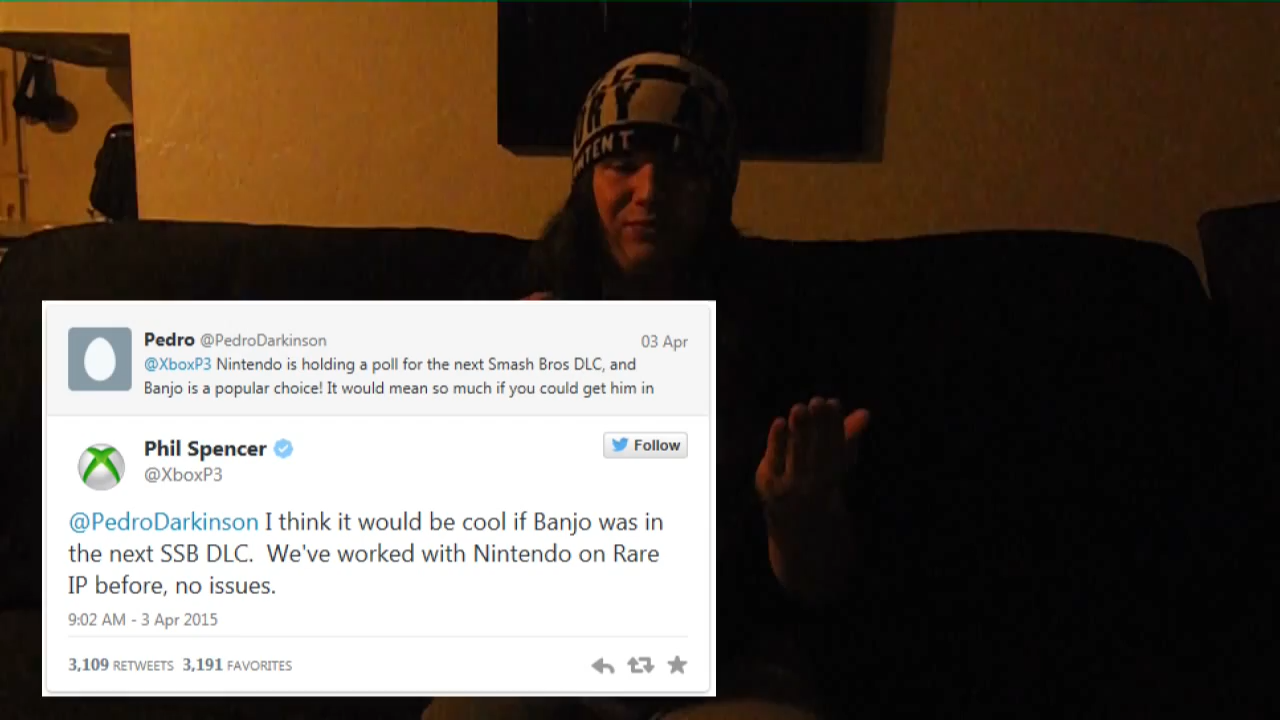 RY A
NTENT
Pedro @PedroDarkinson 03 Apr
@XboxP3 Nintendo is holding a poll for the next Smash Bros DLC, and
Banjo is a popular choice! It would mean so much if you could get him in
Phil Spencer
Follow
@XboxP3
@PedroDarkinson I think it would be cool if Banjo was in
the next SSB DLC. We've worked with Nintendo on Rare
IP before, no issues.
9:02 AM - 3 Apr 2015
3,109 RETWEETS 3,191 FAVORITES